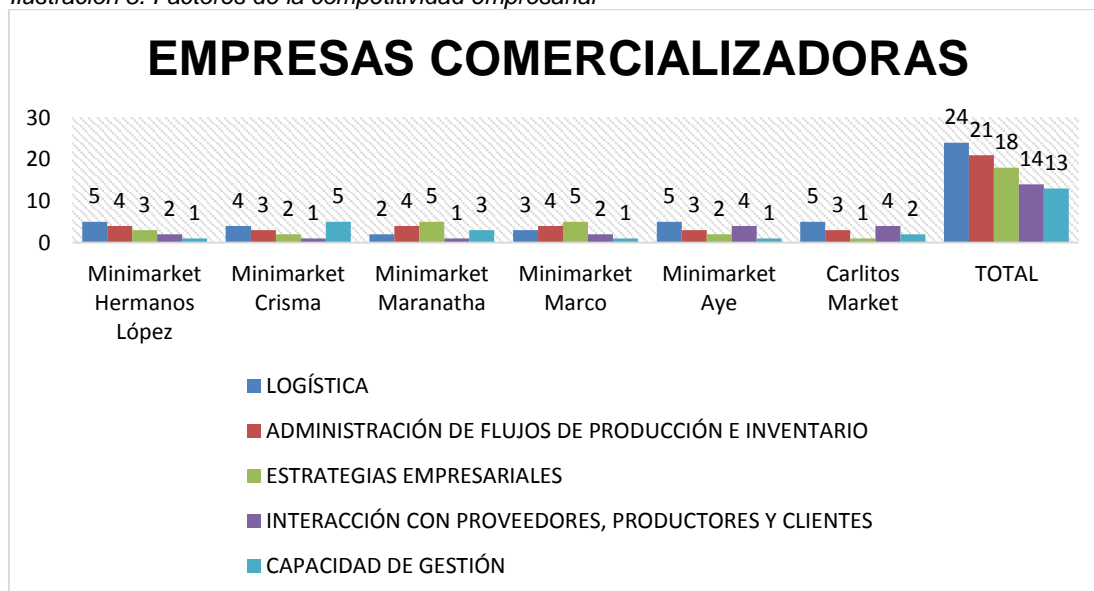 Ilustración 3. Factores de la competitividad empresarial
EMPRESAS COMERCIALIZADORAS
30
20
10
0
5 4 3 2 1
4 3 2 1 5
2 4 5 1 3
3 4 5 2 1
5 3 2 4 1
5 3 1 4 2
24 21 18 14 13
Minimarket
Hermanos
López
Minimarket
Crisma
Minimarket
Maranatha
Minimarket
Marco
Minimarket
Aye
Carlitos
Market
TOTAL
LOGÍSTICA
ADMINISTRACIÓN DE FLUJOS DE PRODUCCIÓN E INVENTARIO
ESTRATEGIAS EMPRESARIALES
INTERACCIÓN CON PROVEEDORES, PRODUCTORES Y CLIENTES
CAPACIDAD DE GESTIÓN